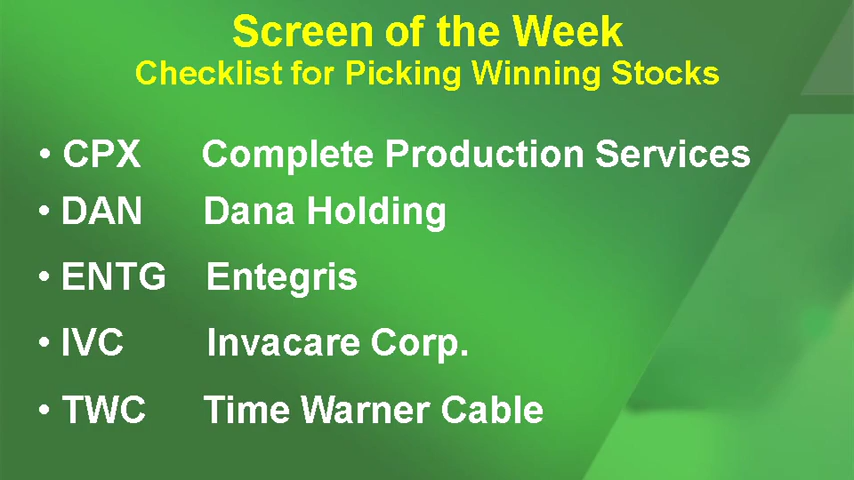 Screen of the Week
Checklist for Picking Winning Stocks
• CPX Complete Production Services
• DAN Dana Holding
• ENTG Entegris
• IVC Invacare Corp.
• TWC Time Warner Cable